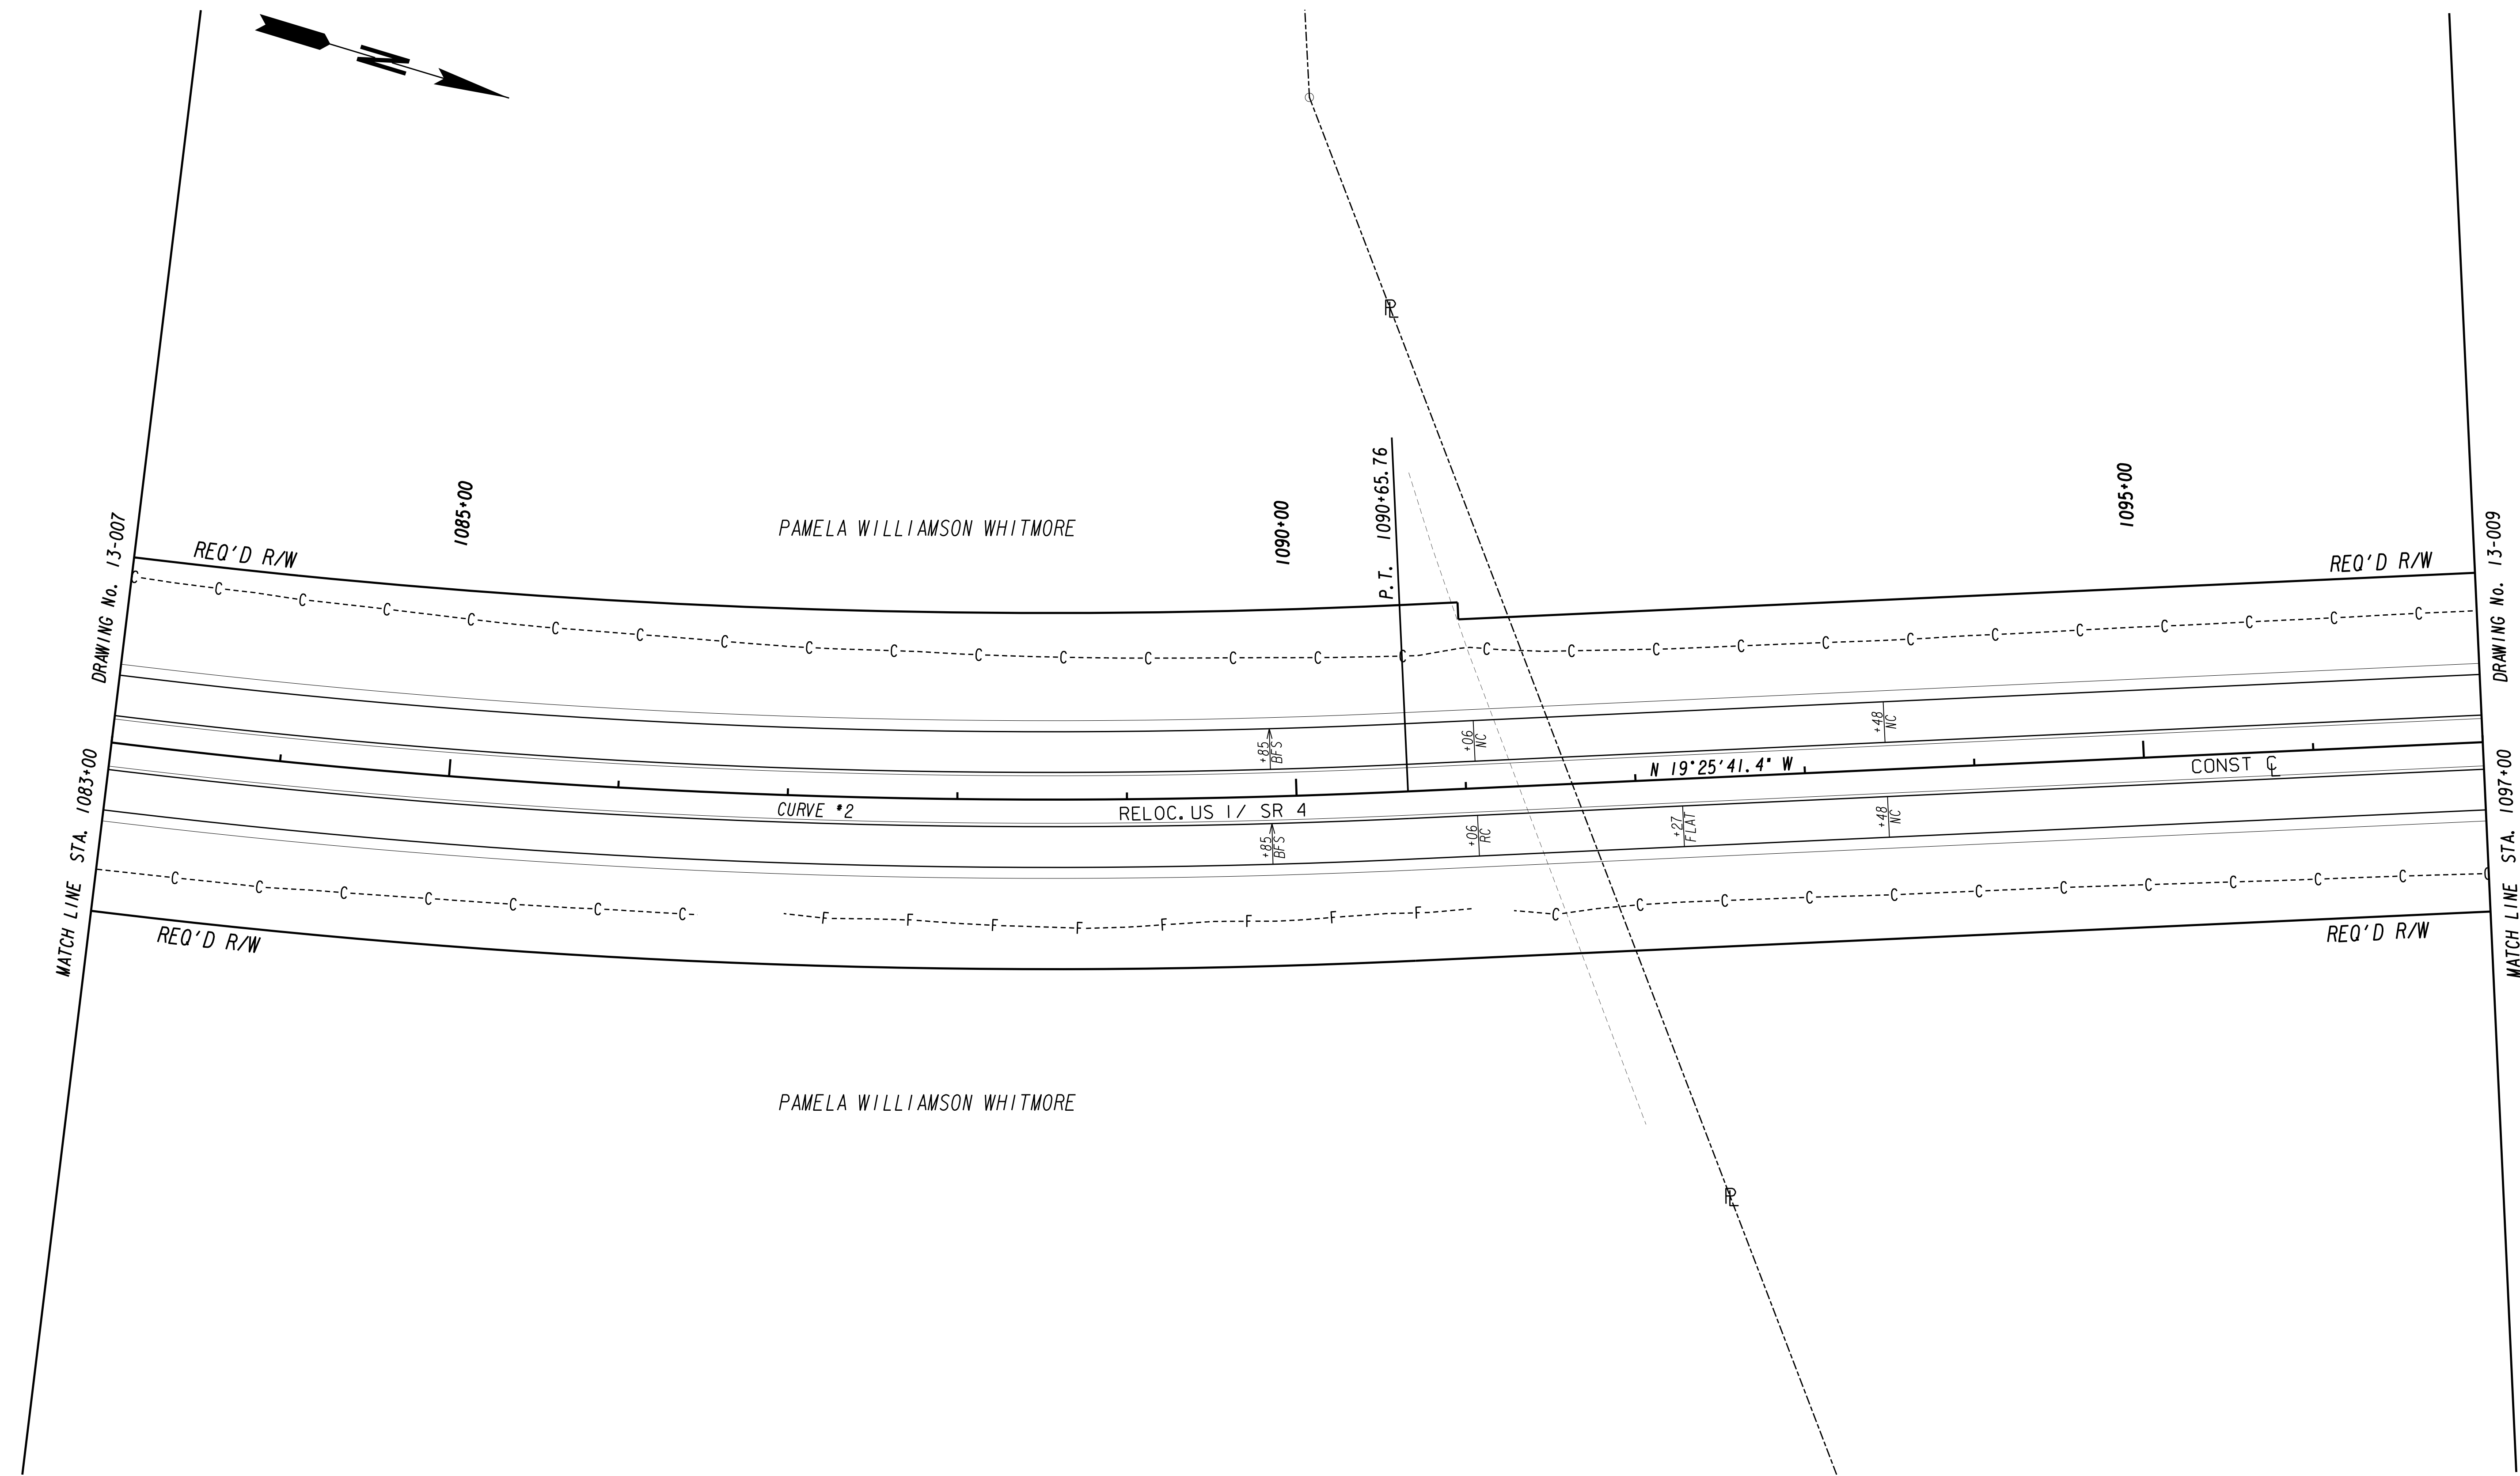 N
DRAWING No. 13-007
MATCH LINE STA. 1083+00
REQ'D R/W
1085+00
PAMELA WILLIAMSON WHITMORE
1090+00
P.T. 1090+65.76
℄
1095+00
REQ'D R/W
DRAWING No. 13-009
MATCH LINE STA. 1097+00
C C C C C C C C C C C C C C C C C C C C C C C C C C C C
+85
BFS
+06
NC
+48
NC
N 19°25'41.4" W
CONST ℄
CURVE #2
RELOC. US 1/ SR 4
+85
BFS
+06
RC
+27
FLAT
+48
NC
C C C C C C C F F F F F F F F C C C C C C C C C C C C
REQ'D R/W
REQ'D R/W
PAMELA WILLIAMSON WHITMORE
PL